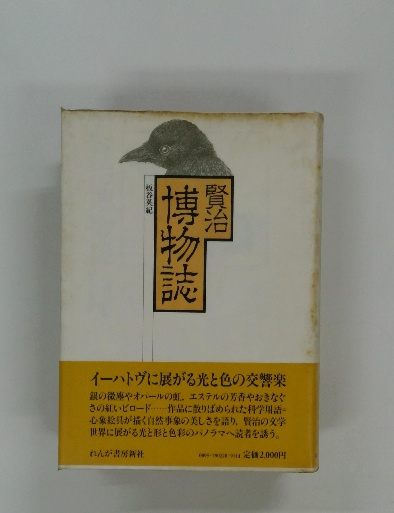 賢治
博物誌
板谷英紀
イーハトヴに展がる光と色の交響楽
銀の微塵やオパールの虹、エステルの芳香やおきなぐ
さの紅いビロード……作品に散りばめられた科学用語=
心象絵具が描く自然事象の美しさを語り、賢治の文学
世界に展がる光と形と色彩のパノラマへ読者を誘う。
れんが書房新社
定価2,000円